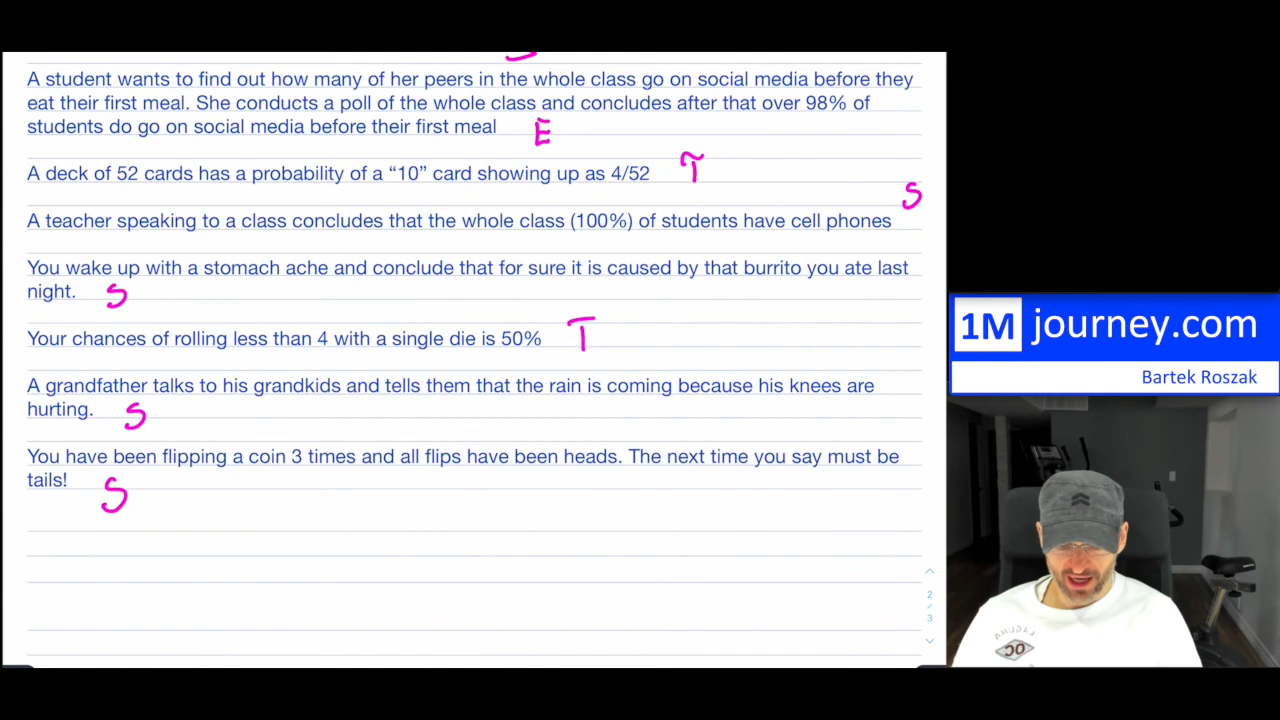 A student wants to find out how many of her peers in the whole class go on social media before they
eat their first meal. She conducts a poll of the whole class and concludes after that over 98% of
students do go on social media before their first meal E
A deck of 52 cards has a probability of a “10” card showing up as 4/52 T
S
A teacher speaking to a class concludes that the whole class (100%) of students have cell phones
You wake up with a stomach ache and conclude that for sure it is caused by that burrito you ate last
night. S
Your chances of rolling less than 4 with a single die is 50% T
A grandfather talks to his grandkids and tells them that the rain is coming because his knees are
hurting. S
You have been flipping a coin 3 times and all flips have been heads. The next time you say must be
tails! S
2
/
3
1M journey.com
Bartek Roszak
LAGUNA
OC